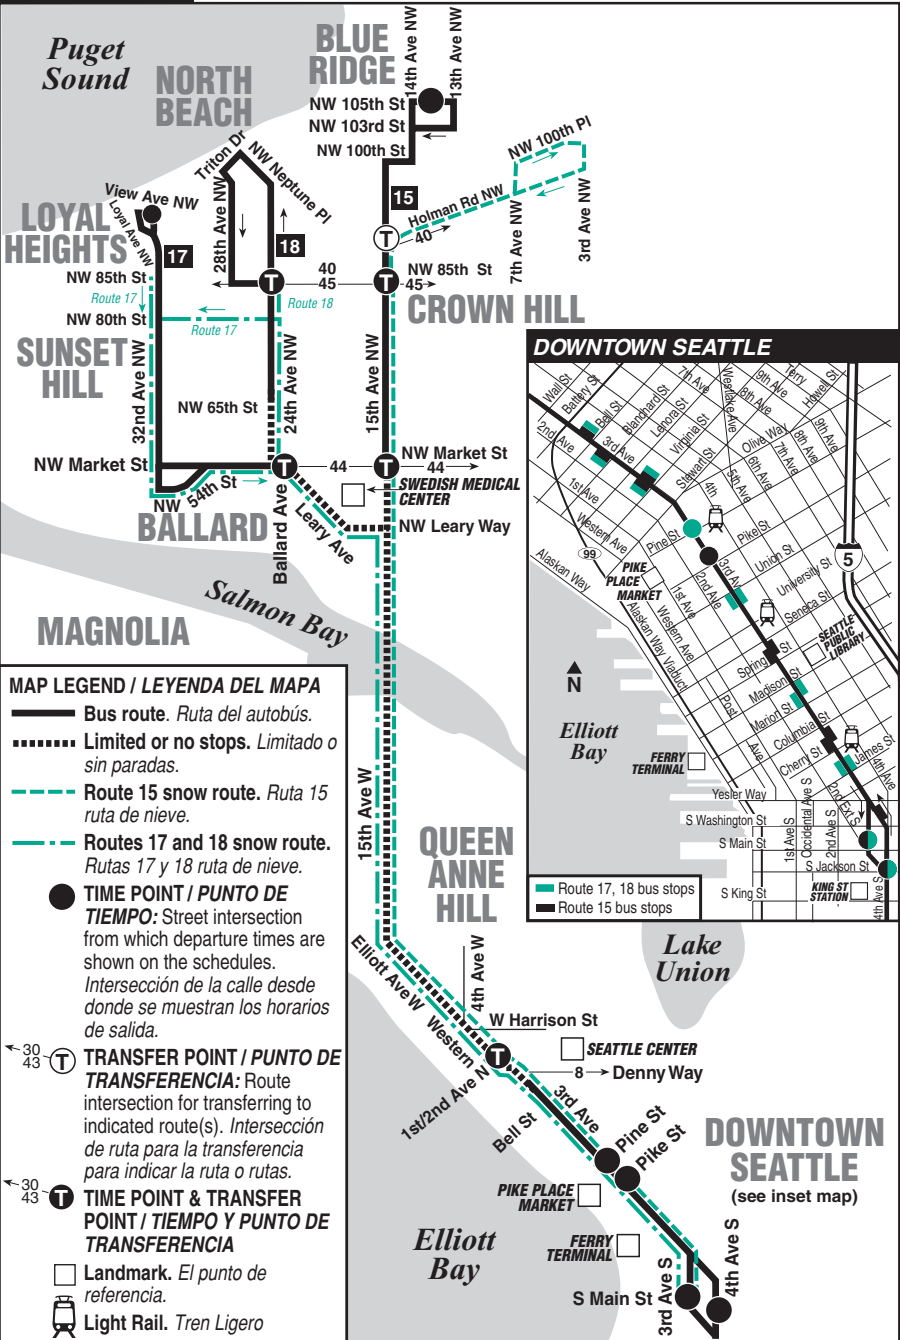 Puget
Sound
NORTH
BEACH
BLUE
RIDGE
14th Ave NW
13th Ave NW
NW 105th St
NW 103rd St
NW 100th St
NW 100th Pl
Triton Dr
NW Neptune Pl
View Ave NW
Loyal Ave NW
LOYAL
HEIGHTS
28th Ave NW
15
17
18
T
Holman Rd NW
40
7th Ave NW
3rd Ave NW
NW 85th St
40
45
T
T
NW 85th St
45
Route 17
Route 18
NW 80th St
Route 17
CROWN HILL
SUNSET
HILL
32nd Ave NW
24th Ave NW
15th Ave NW
NW 65th St
NW Market St
T
44
T
NW Market St
44
NW 54th St
SWEDISH MEDICAL
CENTER
BALLARD
Ballard Ave
Leary Ave
NW Leary Way
Salmon Bay
MAGNOLIA
15th Ave W
QUEEN
ANNE
HILL
Elliott Ave W
Western
4th Ave W
W Harrison St
T
SEATTLE CENTER
8
Denny Way
1st/2nd Ave N
3rd Ave
Bell St
Pine St
Pike St
Lake
Union
DOWNTOWN
SEATTLE
(see inset map)
PIKE PLACE
MARKET
FERRY
TERMINAL
Elliott
Bay
S Main St
3rd Ave S
4th Ave S
MAP LEGEND / LEYENDA DEL MAPA
Bus route. Ruta del autobús.
Limited or no stops. Limitado o
sin paradas.
Route 15 snow route. Ruta 15
ruta de nieve.
Routes 17 and 18 snow route.
Rutas 17 y 18 ruta de nieve.
TIME POINT / PUNTO DE
TIEMPO: Street intersection
from which departure times are
shown on the schedules.
Intersección de la calle desde
donde se muestran los horarios
de salida.
30
43
T
TRANSFER POINT / PUNTO DE
TRANSFERENCIA: Route
intersection for transferring to
indicated route(s). Intersección
de ruta para la transferencia
para indicar la ruta o rutas.
30
43
T
TIME POINT & TRANSFER
POINT / TIEMPO Y PUNTO DE
TRANSFERENCIA
Landmark. El punto de
referencia.
Light Rail. Tren Ligero
DOWNTOWN SEATTLE
Wall St
Battery S
Bell St
Blanchard St
Lenora St
Virginia St
Stewart St
7th Ave
Westlake Ave
9th Ave
8th Ave
Terry
Howell St
Olive Way
9th Ave
8th Ave
7th Ave
6th Ave
5th Ave
4th
2nd Ave
3rd Ave
1st Ave
Western Ave
Alaskan Way
99
Pine St
Pike St
Union St
University St
Seneca St
5
PIKE
PLACE
MARKET
3rd Ave
2nd Ave
1st Ave
Western Ave
Alaskan Way Viaduct
SEATTLE
PUBLIC
LIBRARY
Spring St
Madison St
Marion St
Columbia St
Cherry St
James St
4th Ave
Post
Ave
N
Elliott
Bay
FERRY
TERMINAL
Yesler Way
S Washington St
S Main St
S Jackson St
S King St
1st Ave S
Occidental Ave S
2nd Ave S
2nd Ext S
4th Ave S
KING ST
STATION
Route 17, 18 bus stops
Route 15 bus stops